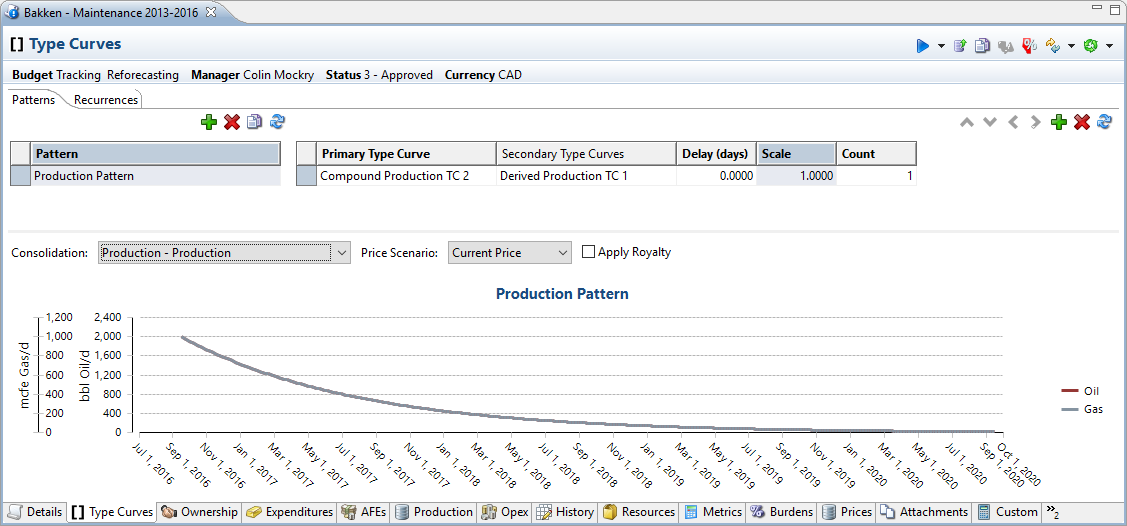 Bakken - Maintenance 2013-2016
[] Type Curves
Budget Tracking Reforecasting Manager Colin Mockry Status 3 - Approved Currency CAD
Patterns Recurrences
Pattern
Production Pattern
Primary Type Curve Secondary Type Curves Delay (days) Scale Count
Compound Production TC 2 Derived Production TC 1 0.0000 1.0000 1
Consolidation: Production - Production Price Scenario: Current Price Apply Royalty
Production Pattern
mcfe Gas/d
1,200
1,000
800
600
400
200
0
bbl Oil/d
2,400
2,000
1,600
1,200
800
400
0
Oil
Gas
Jul 1, 2016
Sep 1, 2016
Nov 1, 2016
Jan 1, 2017
Mar 1, 2017
May 1, 2017
Jul 1, 2017
Sep 1, 2017
Nov 1, 2017
Jan 1, 2018
Mar 1, 2018
May 1, 2018
Jul 1, 2018
Sep 1, 2018
Nov 1, 2018
Jan 1, 2019
Mar 1, 2019
May 1, 2019
Jul 1, 2019
Sep 1, 2019
Nov 1, 2019
Jan 1, 2020
Mar 1, 2020
May 1, 2020
Jul 1, 2020
Sep 1, 2020
Oct 1, 2020
Details [] Type Curves Ownership Expenditures AFEs Production Opex History Resources Metrics Burdens Prices Attachments Custom »2